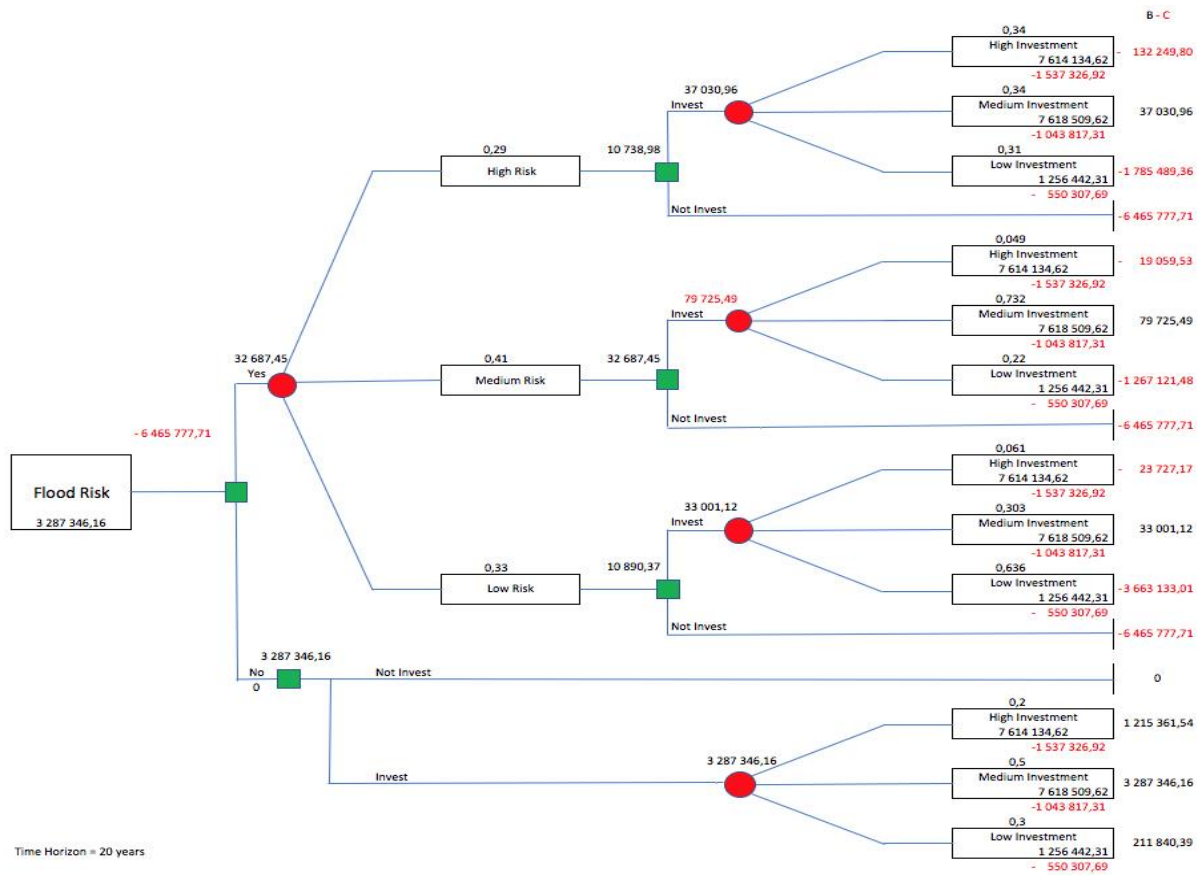 B - C
0,34
High Investment
7 614 134,62
-1 537 326,92
- 132 249,80
37 030,96
Invest
0,34
Medium Investment
7 618 509,62
-1 043 817,31
37 030,96
0,29
High Risk
10 738,98
0,31
Low Investment
1 256 442,31
- 550 307,69
-1 785 489,36
Not Invest
-6 465 777,71
0,049
High Investment
7 614 134,62
-1 537 326,92
- 19 059,53
79 725,49
Invest
0,732
Medium Investment
7 618 509,62
-1 043 817,31
79 725,49
32 687,45
Yes
0,41
Medium Risk
32 687,45
0,22
Low Investment
1 256 442,31
- 550 307,69
-1 267 121,48
Not Invest
-6 465 777,71
- 6 465 777,71
Flood Risk
3 287 346,16
0,061
High Investment
7 614 134,62
-1 537 326,92
- 23 727,17
33 001,12
Invest
0,303
Medium Investment
7 618 509,62
-1 043 817,31
33 001,12
0,33
Low Risk
10 890,37
0,636
Low Investment
1 256 442,31
- 550 307,69
-3 663 133,01
Not Invest
-6 465 777,71
3 287 346,16
No
0
Not Invest
0
0,2
High Investment
7 614 134,62
-1 537 326,92
1 215 361,54
3 287 346,16
Invest
0,5
Medium Investment
7 618 509,62
-1 043 817,31
3 287 346,16
0,3
Low Investment
1 256 442,31
- 550 307,69
211 840,39
Time Horizon = 20 years